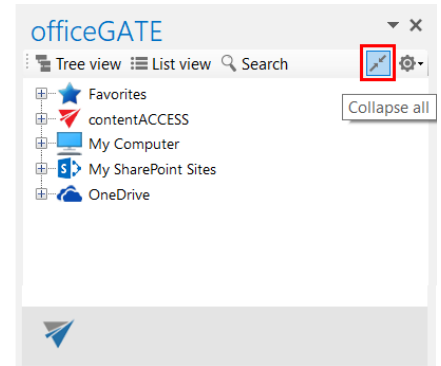 officeGATE
Tree view List view Search
Favorites
Collapse all
contentACCESS
My Computer
My SharePoint Sites
OneDrive